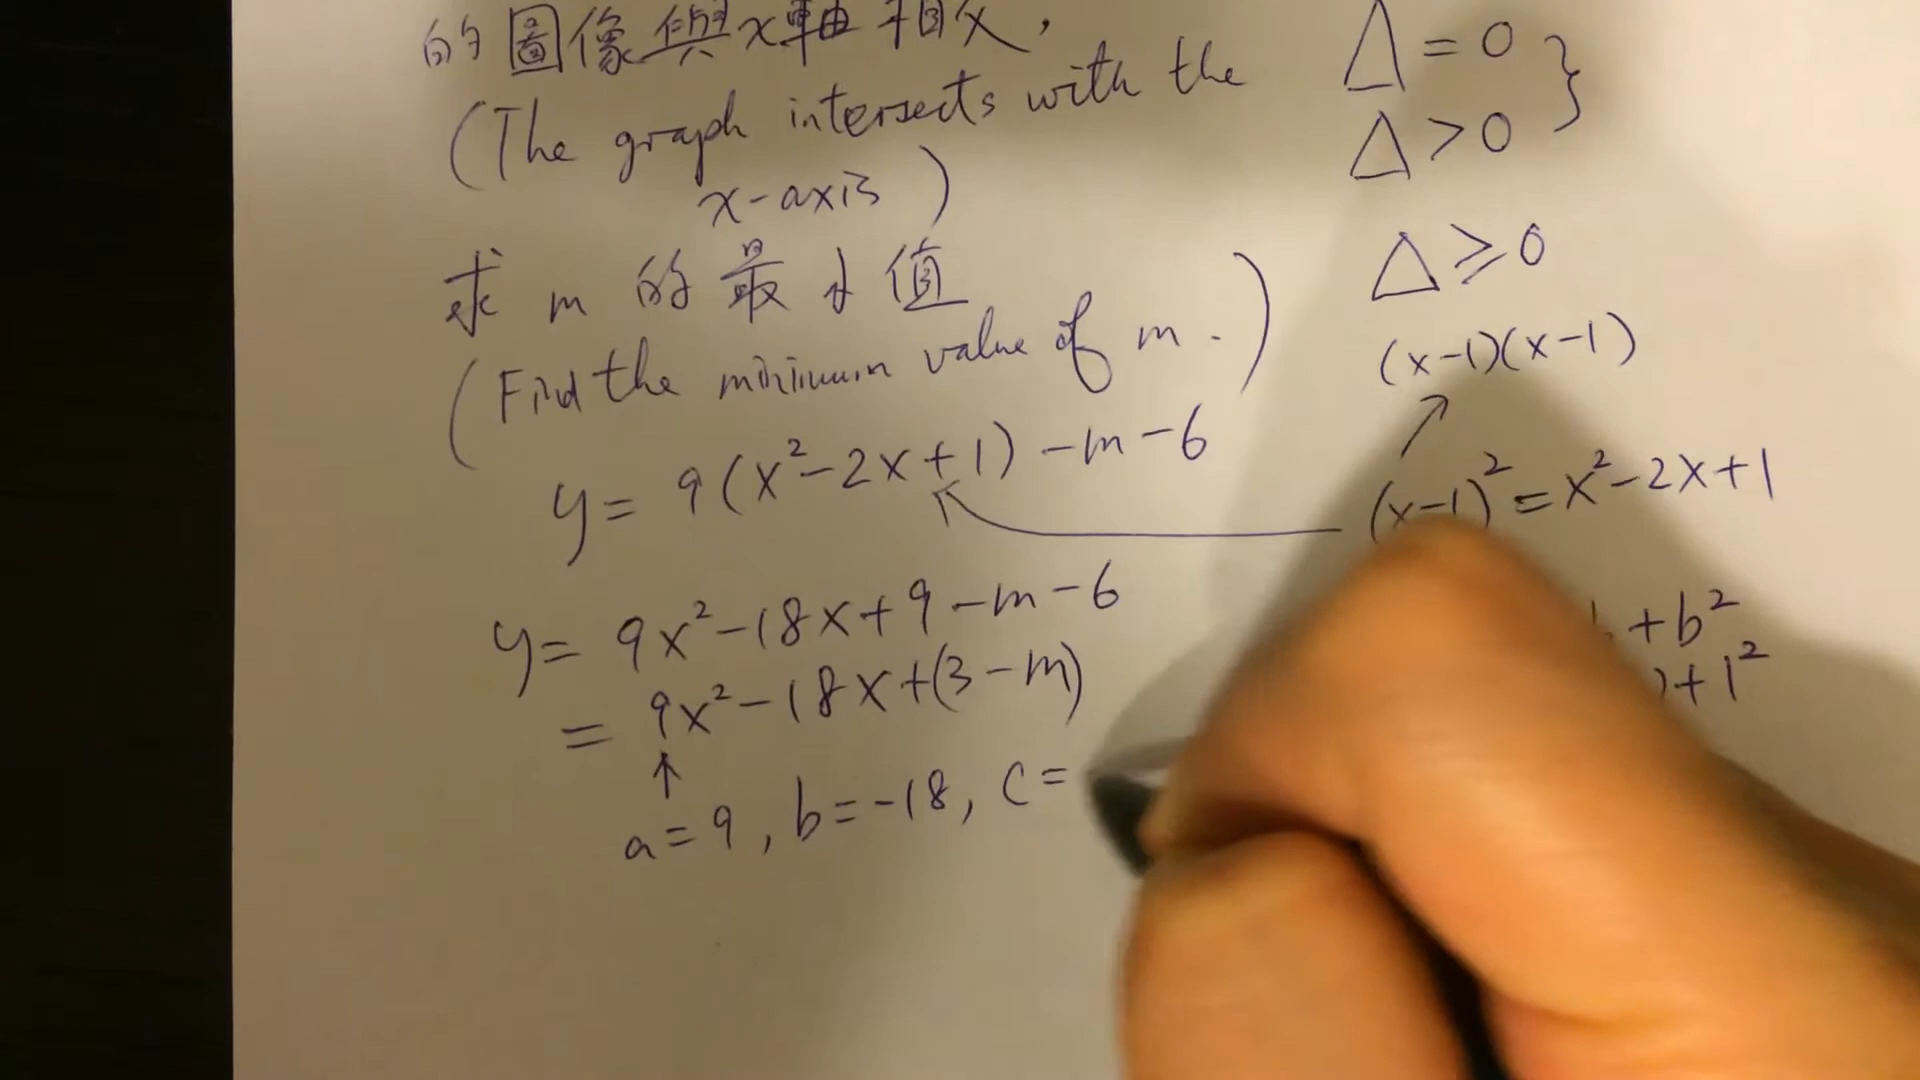 的圖像與x軸相交，
(The graph intersects with the
x-axis)
求 m 的最小值
(Find the minimum value of m.)
y = 9(x²-2x+1)-m-6
y = 9x²-18x+9-m-6
= 9x²-18x+(3-m)
↑
a=9, b=-18, c=
Δ = 0 }
Δ > 0
Δ ≥ 0
(x-1)(x-1)
(x-1)² = x²-2x+1
+b²
)+1²